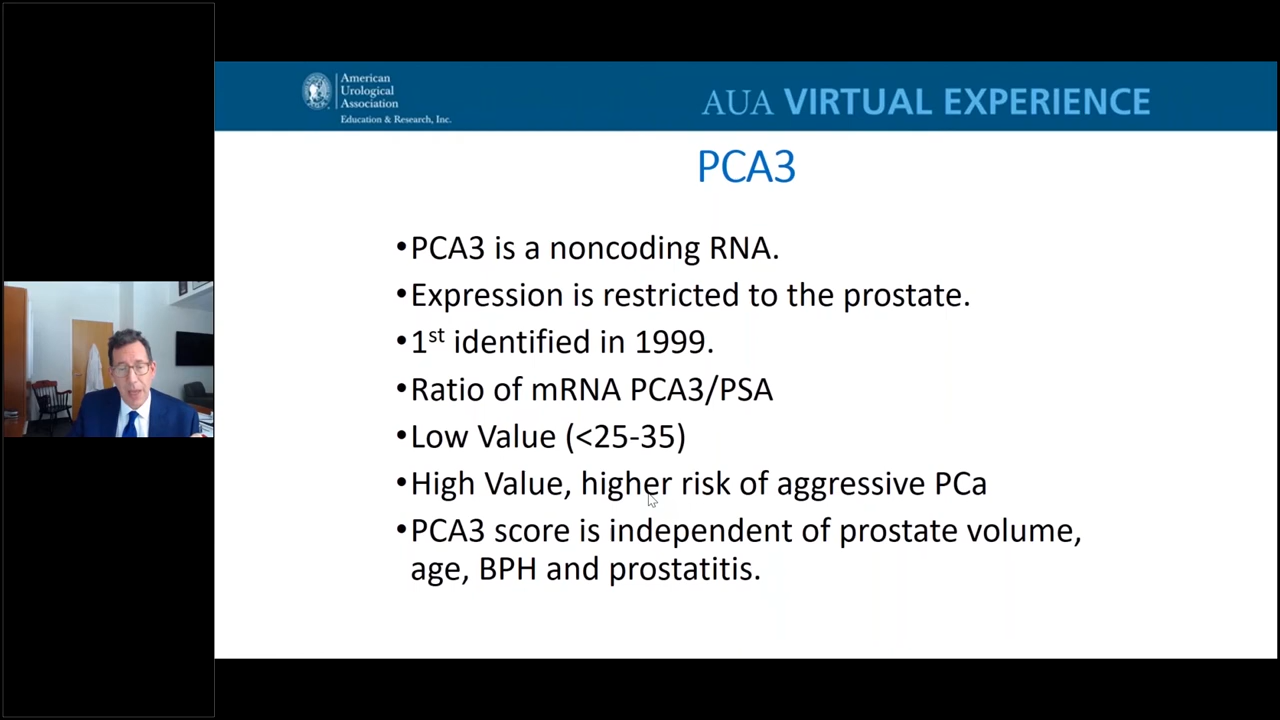 American
Urological
Association
Education & Research, Inc.
AUA VIRTUAL EXPERIENCE
PCA3
•PCA3 is a noncoding RNA.
•Expression is restricted to the prostate.
•1st identified in 1999.
•Ratio of mRNA PCA3/PSA
•Low Value (<25-35)
•High Value, higher risk of aggressive PCa
•PCA3 score is independent of prostate volume,
age, BPH and prostatitis.